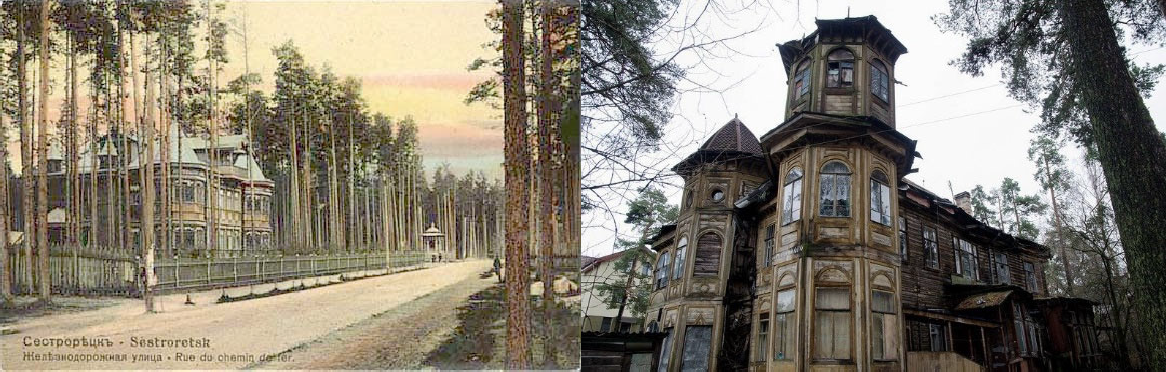 Сестрорѣцкъ - Sestroretsk
Желѣзнодорожная улица - Rue du chemin de fer.